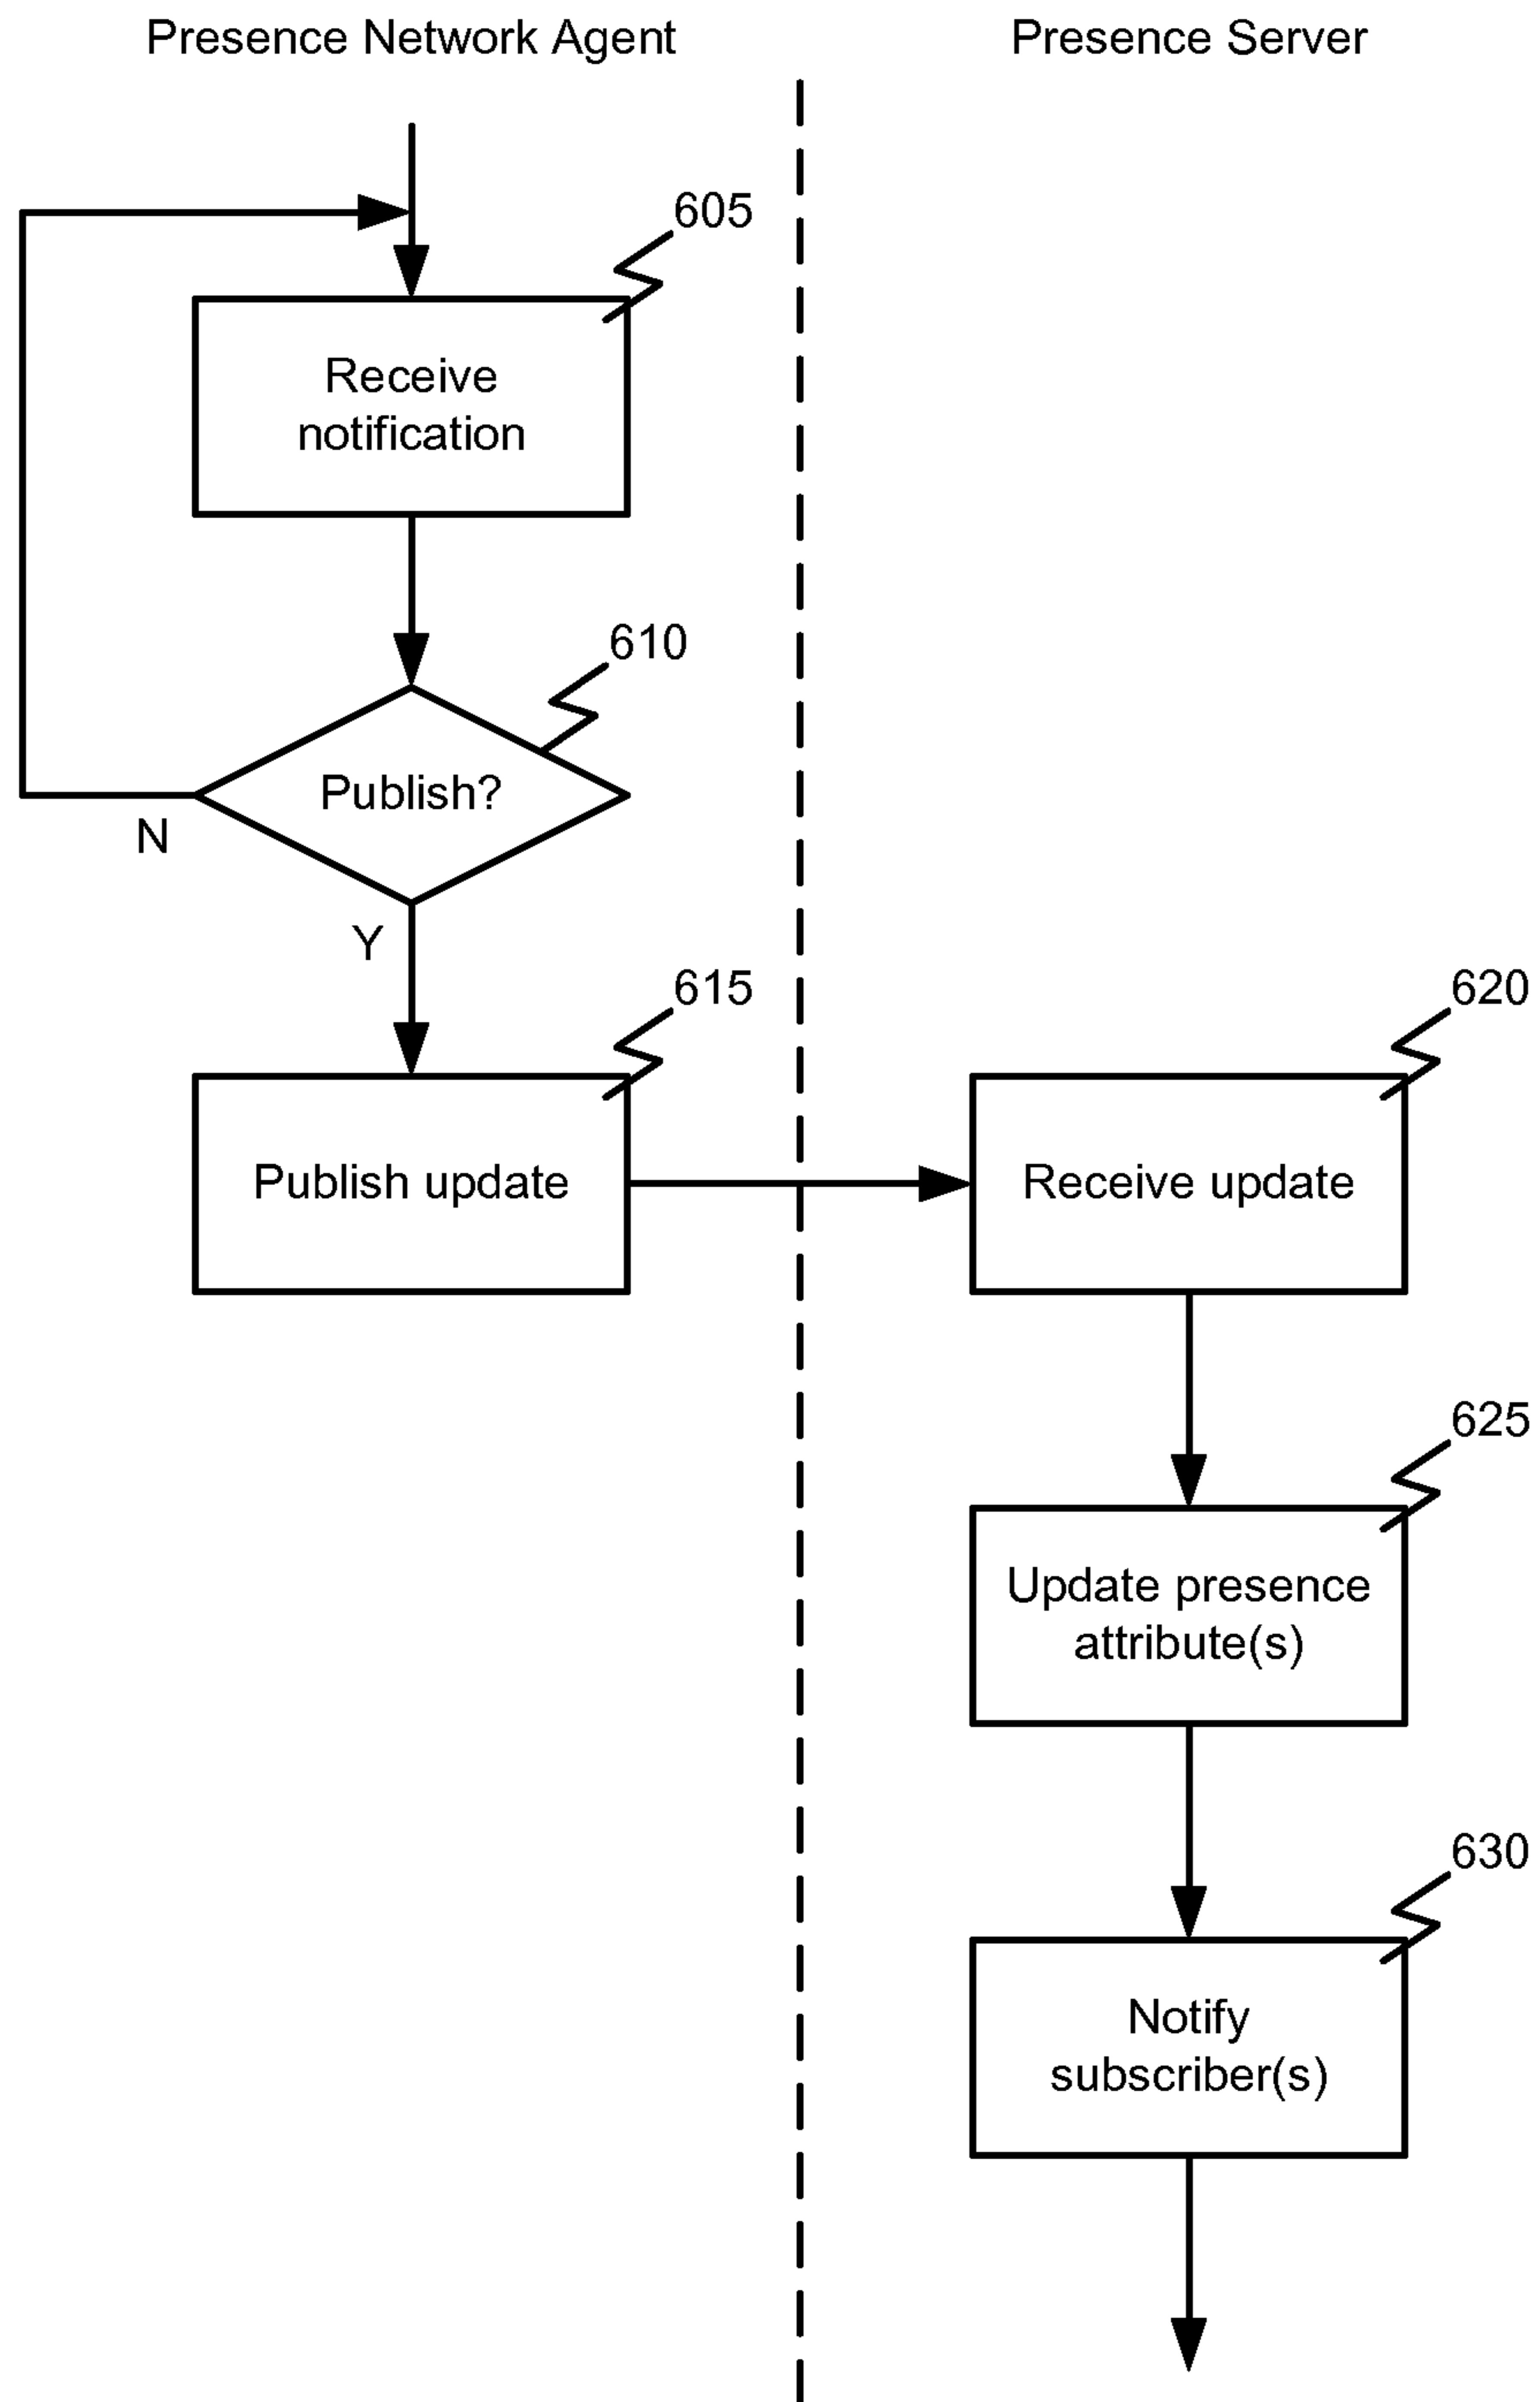 Presence Network Agent
Presence Server
605
Receive
notification
610
Publish?
N
Y
615
Publish update
620
Receive update
625
Update presence
attribute(s)
630
Notify
subscriber(s)